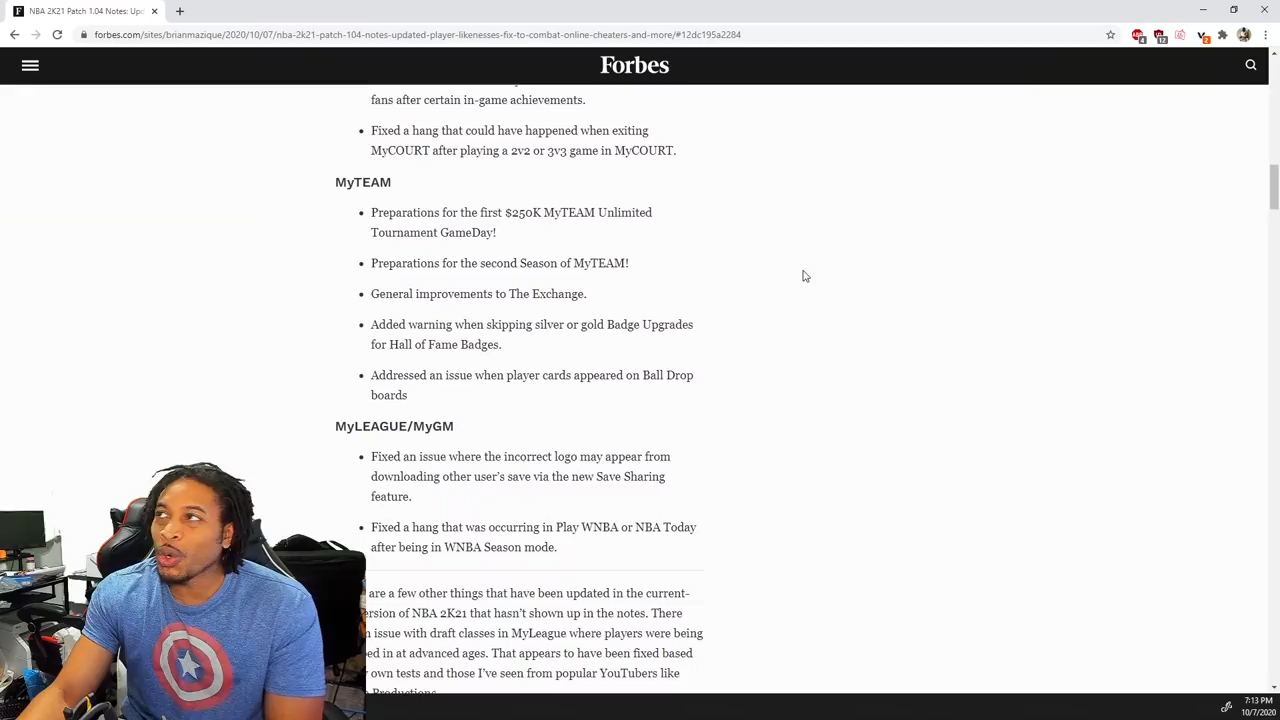 NBA 2K21 Patch 1.04 Notes: Upd
forbes.com/sites/brianmazique/2020/10/07/nba-2k21-patch-104-notes-updated-player-likenesses-fix-to-combat-online-cheaters-and-more/#12dc195a2284
Forbes
fans after certain in-game achievements.
Fixed a hang that could have happened when exiting
MyCOURT after playing a 2v2 or 3v3 game in MyCOURT.
MyTEAM
Preparations for the first $250K MyTEAM Unlimited
Tournament GameDay!
Preparations for the second Season of MyTEAM!
General improvements to The Exchange.
Added warning when skipping silver or gold Badge Upgrades
for Hall of Fame Badges.
Addressed an issue when player cards appeared on Ball Drop
boards
MyLEAGUE/MyGM
Fixed an issue where the incorrect logo may appear from
downloading other user's save via the new Save Sharing
feature.
Fixed a hang that was occurring in Play WNBA or NBA Today
after being in WNBA Season mode.
are a few other things that have been updated in the current-
ersion of NBA 2K21 that hasn't shown up in the notes. There
issue with draft classes in MyLeague where players were being
ed in at advanced ages. That appears to have been fixed based
own tests and those I've seen from popular YouTubers like
Productions
7:13 PM
10/7/2020